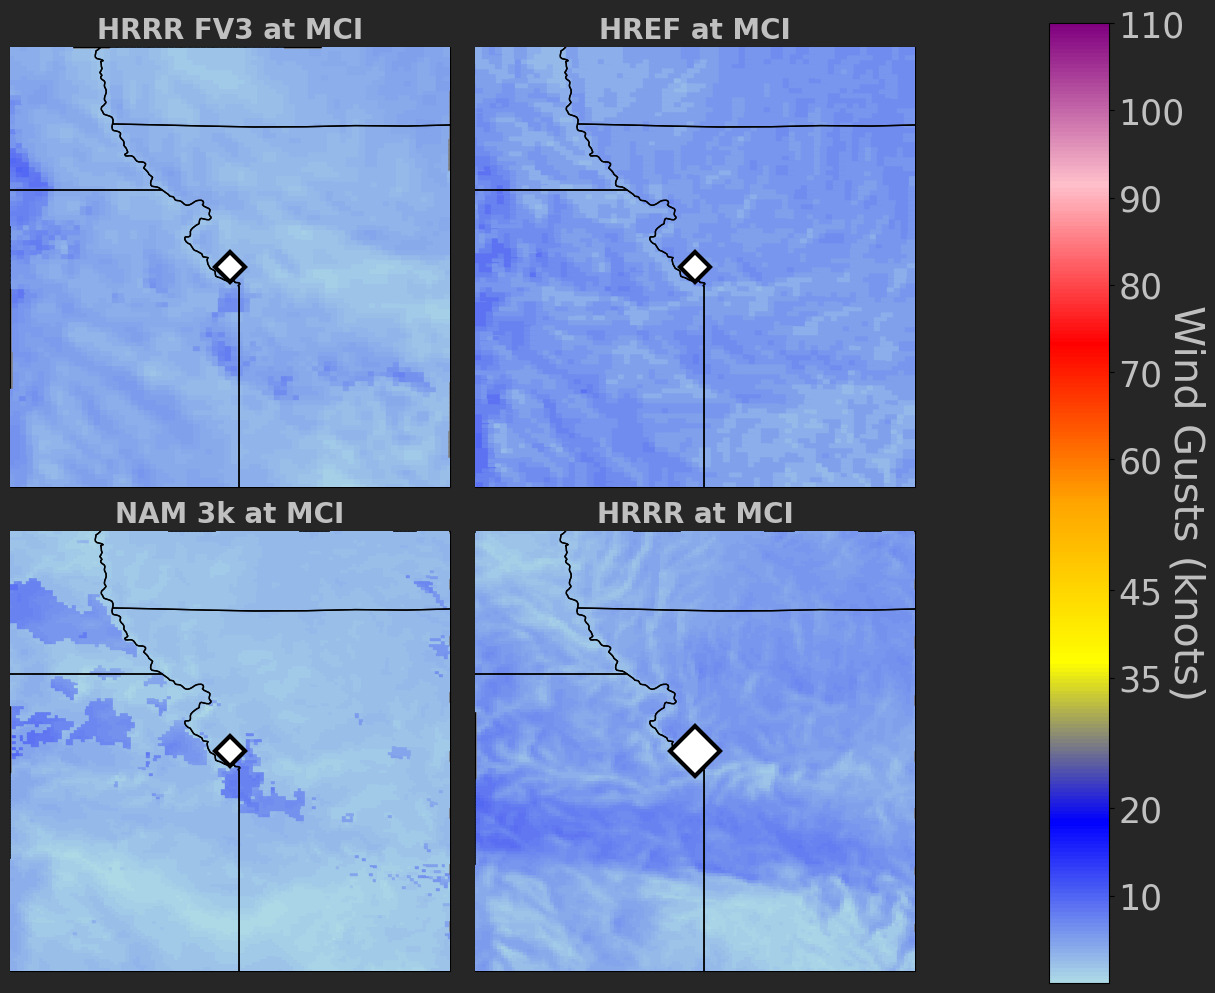 HRRR FV3 at MCI
HREF at MCI
NAM 3k at MCI
HRRR at MCI
110
100
90
80
70
60
45
35
20
10
Wind Gusts (knots)